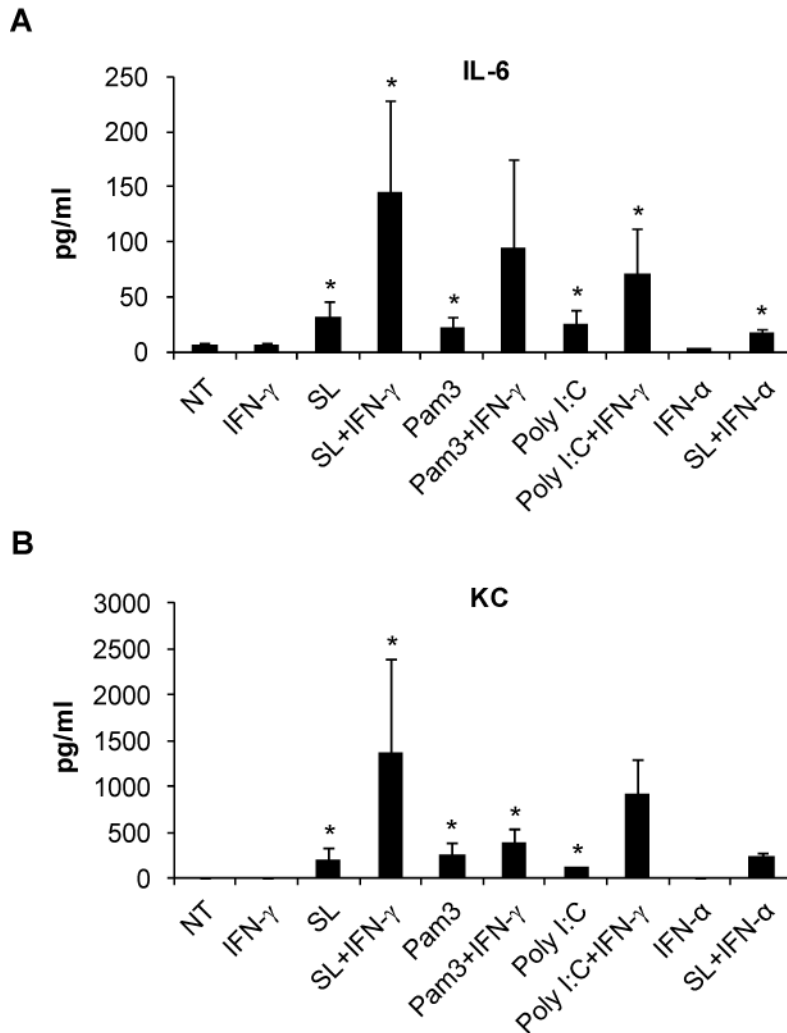 A
IL-6
250
200
150
100
50
0
pg/ml
*
*
*
*
*
*
NT
IFN-γ
SL
SL+IFN-γ
Pam3
Pam3+IFN-γ
Poly I:C
Poly I:C+IFN-γ
IFN-α
SL+IFN-α
B
KC
3000
2500
2000
1500
1000
500
0
pg/ml
*
*
*
*
*
NT
IFN-γ
SL
SL+IFN-γ
Pam3
Pam3+IFN-γ
Poly I:C
Poly I:C+IFN-γ
IFN-α
SL+IFN-α